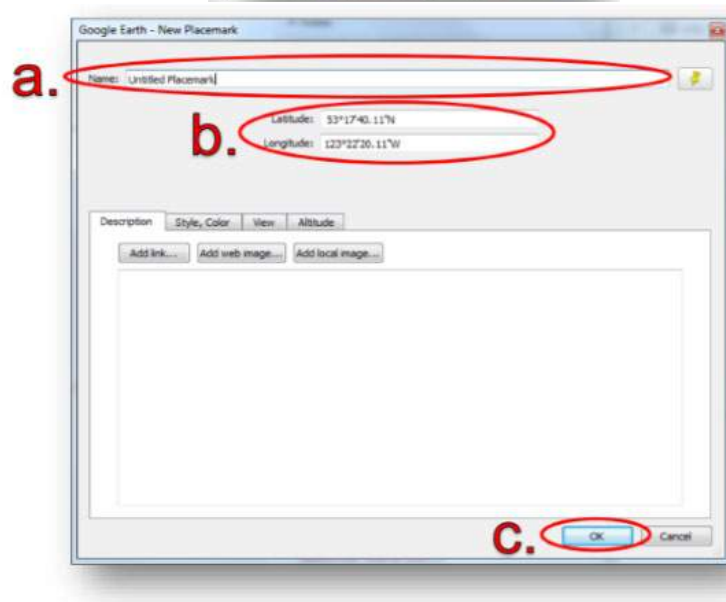 Google Earth - New Placemark
a.
Name: Untitled Placemark
b.
Latitude: 53°17'40.11"N
Longitude: 123°22'20.11"W
Description Style, Color View Altitude
Add link... Add web image... Add local image...
c.
OK Cancel